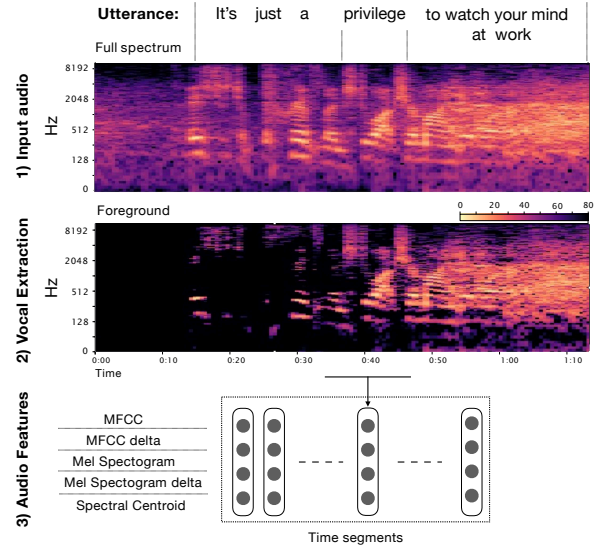 Utterance: It's just a privilege to watch your mind
at work
Full spectrum
8192
2048
512
128
0
Hz
1) Input audio
0 20 40 60 80
Foreground
8192
2048
512
128
0
Hz
2) Vocal Extraction
0:00 0:10 0:20 0:30 0:40 0:50 1:00 1:10
Time
3) Audio Features
MFCC
MFCC delta
Mel Spectogram
Mel Spectogram delta
Spectral Centroid
Time segments